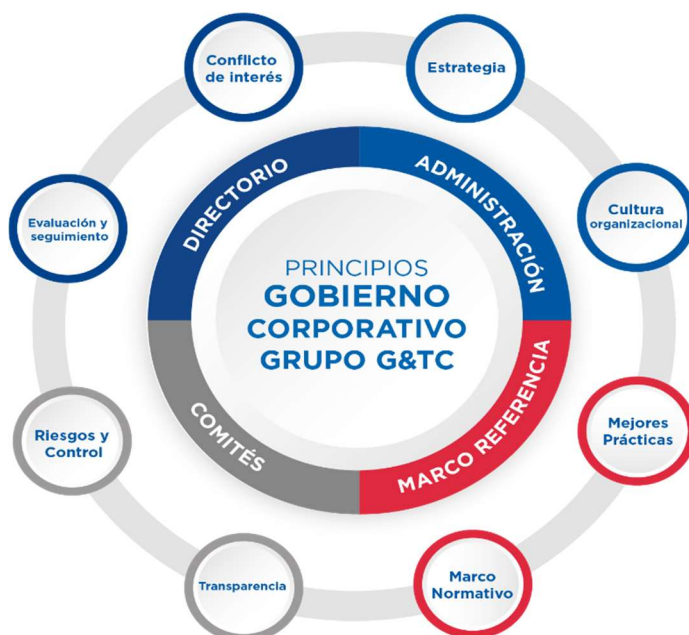 Conflicto
de interés
Estrategia
DIRECTORIO
ADMINISTRACIÓN
Evaluación y
seguimiento
Cultura
organizacional
PRINCIPIOS
GOBIERNO
CORPORATIVO
GRUPO G&TC
Riesgos y
Control
COMITÉS
MARCO REFERENCIA
Mejores
Prácticas
Transparencia
Marco
Normativo